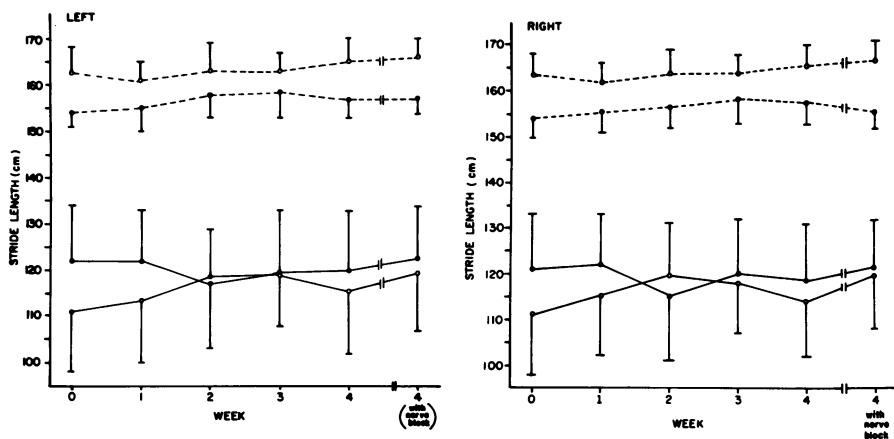 LEFT
170
160
150
140
130
120
110
100
STRIDE LENGTH (cm)
0 1 2 3 4 4
(with nerve block)
WEEK
RIGHT
170
160
150
140
130
120
110
100
STRIDE LENGTH (cm)
0 1 2 3 4 4
with
nerve
block
WEEK